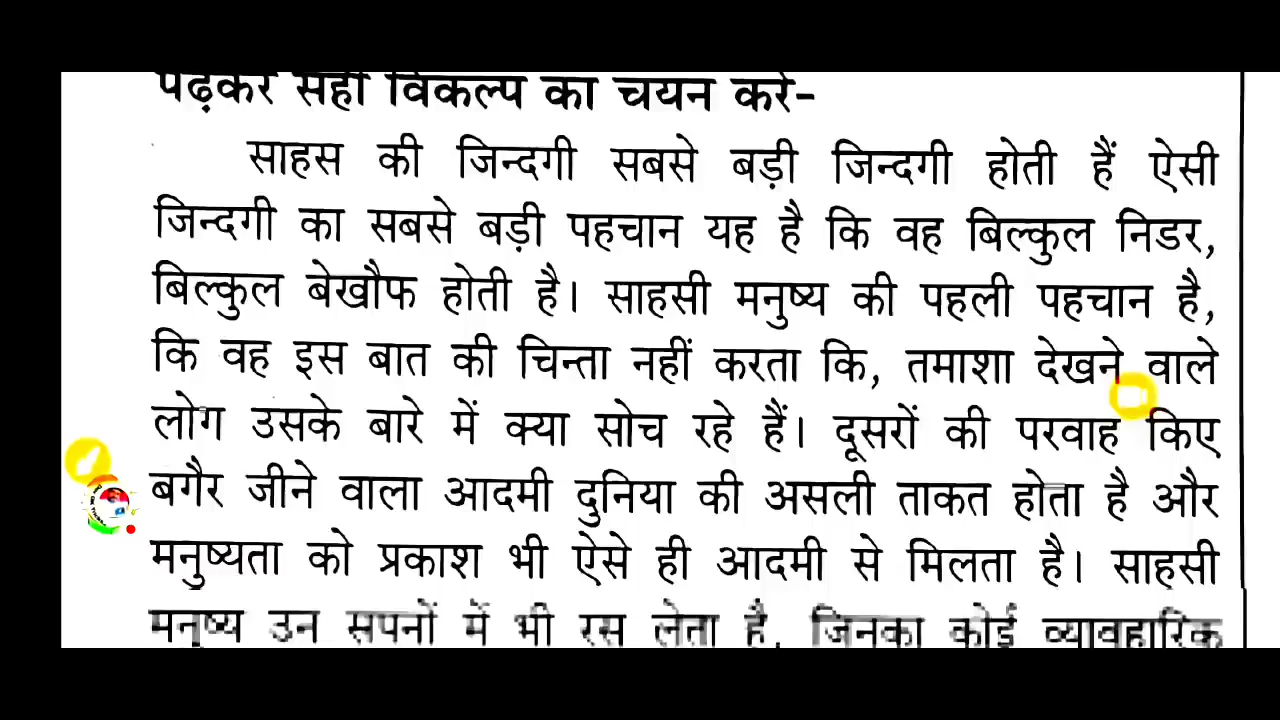 पढ़कर सही विकल्प का चयन करें-
साहस की जिन्दगी सबसे बड़ी जिन्दगी होती हैं ऐसी
जिन्दगी का सबसे बड़ी पहचान यह है कि वह बिल्कुल निडर,
बिल्कुल बेखौफ होती है। साहसी मनुष्य की पहली पहचान है,
कि वह इस बात की चिन्ता नहीं करता कि, तमाशा देखने वाले
लोग उसके बारे में क्या सोच रहे हैं। दूसरों की परवाह किए
बगैर जीने वाला आदमी दुनिया की असली ताकत होता है और
मनुष्यता को प्रकाश भी ऐसे ही आदमी से मिलता है। साहसी
मनुष्य उन सपनों में भी रस लेता है, जिनका कोई व्यावहारिक